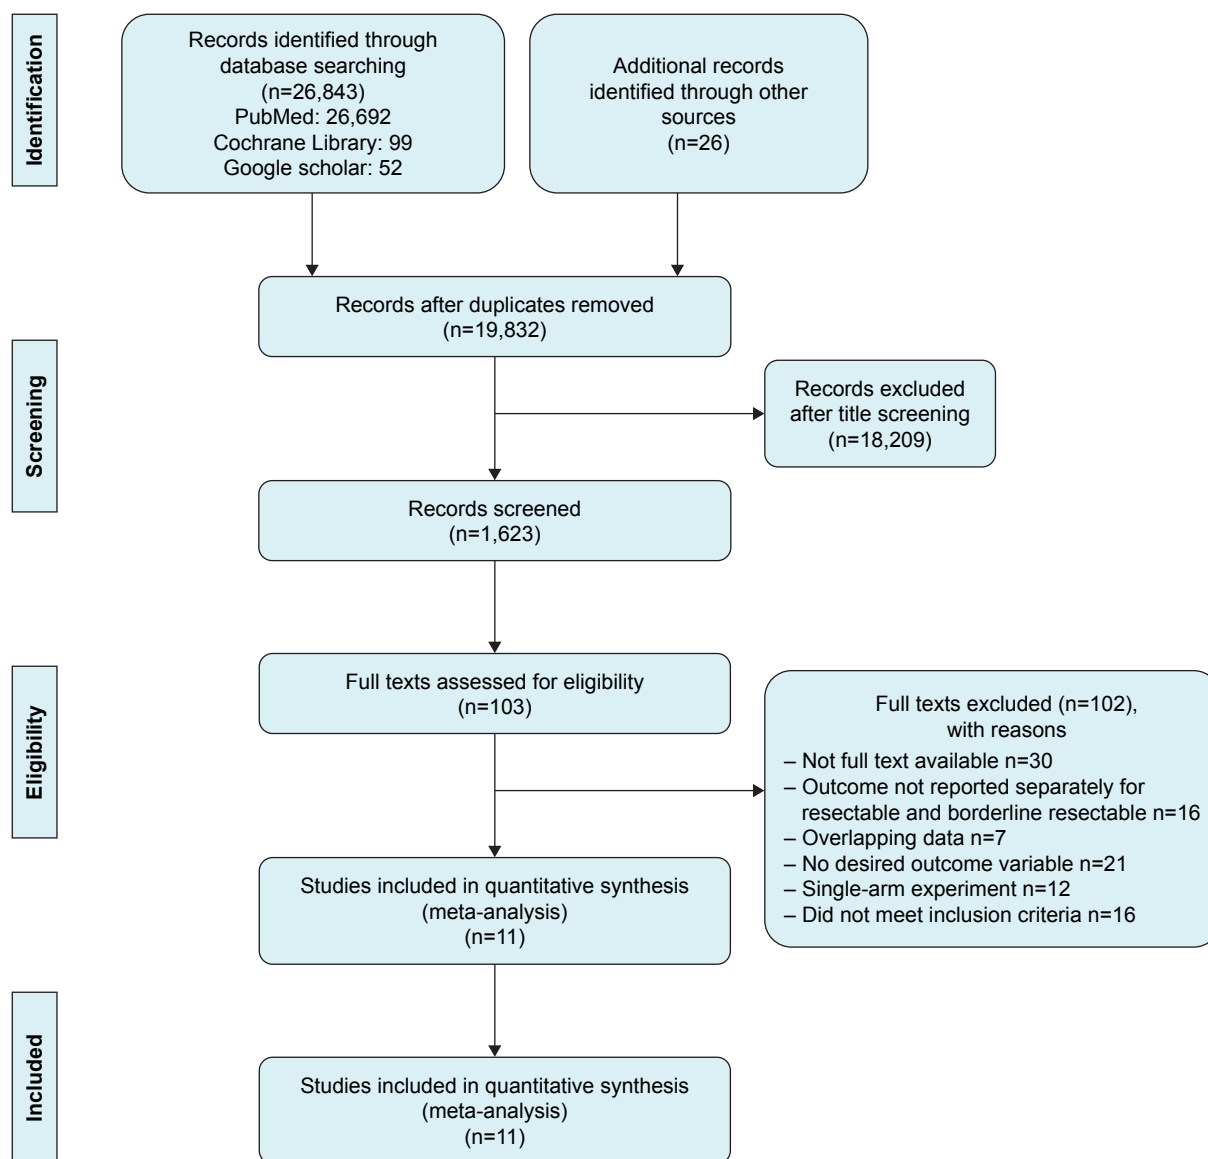 Identification
Records identified through
database searching
(n=26,843)
PubMed: 26,692
Cochrane Library: 99
Google scholar: 52
Additional records
identified through other
sources
(n=26)
Records after duplicates removed
(n=19,832)
Screening
Records excluded
after title screening
(n=18,209)
Records screened
(n=1,623)
Eligibility
Full texts assessed for eligibility
(n=103)
Full texts excluded (n=102),
with reasons
– Not full text available n=30
– Outcome not reported separately for
resectable and borderline resectable n=16
– Overlapping data n=7
– No desired outcome variable n=21
– Single-arm experiment n=12
– Did not meet inclusion criteria n=16
Studies included in quantitative synthesis
(meta-analysis)
(n=11)
Included
Studies included in quantitative synthesis
(meta-analysis)
(n=11)